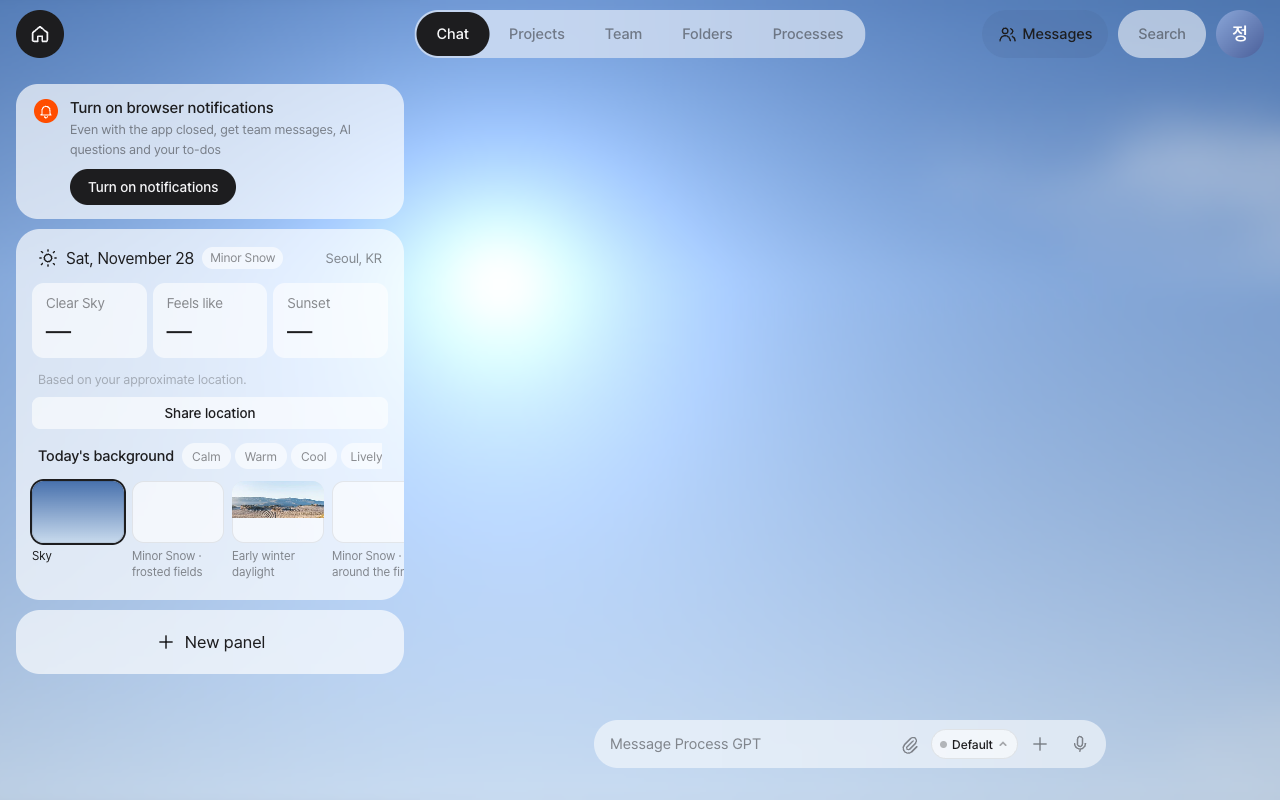 Chat
Projects
Team
Folders
Processes
Messages
Search
정
Turn on browser notifications
Even with the app closed, get team messages, AI
questions and your to-dos
Turn on notifications
Sat, November 28
Minor Snow
Seoul, KR
Clear Sky
Feels like
Sunset
—
—
—
Based on your approximate location.
Share location
Today's background
Calm
Warm
Cool
Lively
Sky
Minor Snow ·
frosted fields
Early winter
daylight
Minor Snow ·
around the fir
New panel
Message Process GPT
Default